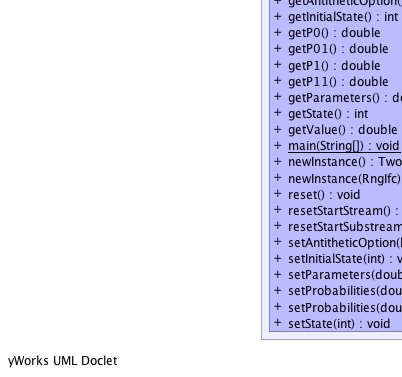 + getAntitheticOption(
+ getInitialState() : int
+ getP0() : double
+ getP01() : double
+ getP1() : double
+ getP11() : double
+ getParameters() : do
+ getState() : int
+ getValue() : double
+ main(String[]) : void
+ newInstance() : Two
+ newInstance(RngIfc)
+ reset() : void
+ resetStartStream() :
+ resetStartSubstream
+ setAntitheticOption(
+ setInitialState(int) : v
+ setParameters(doub
+ setProbabilities(dou
+ setProbabilities(dou
+ setState(int) : void
yWorks UML Doclet